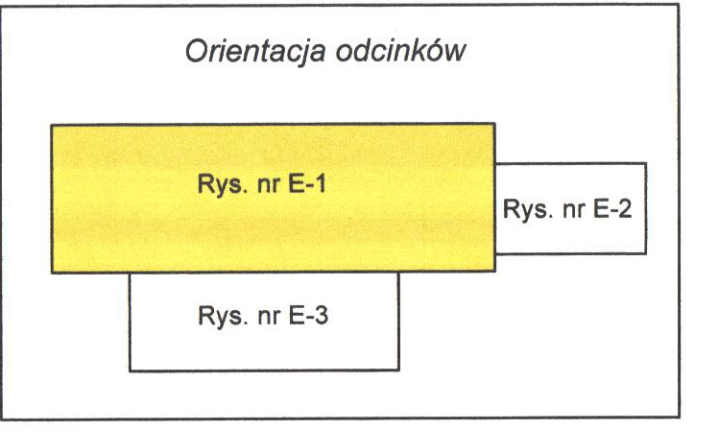 Orientacja odcinków
Rys. nr E-1
Rys. nr E-2
Rys. nr E-3